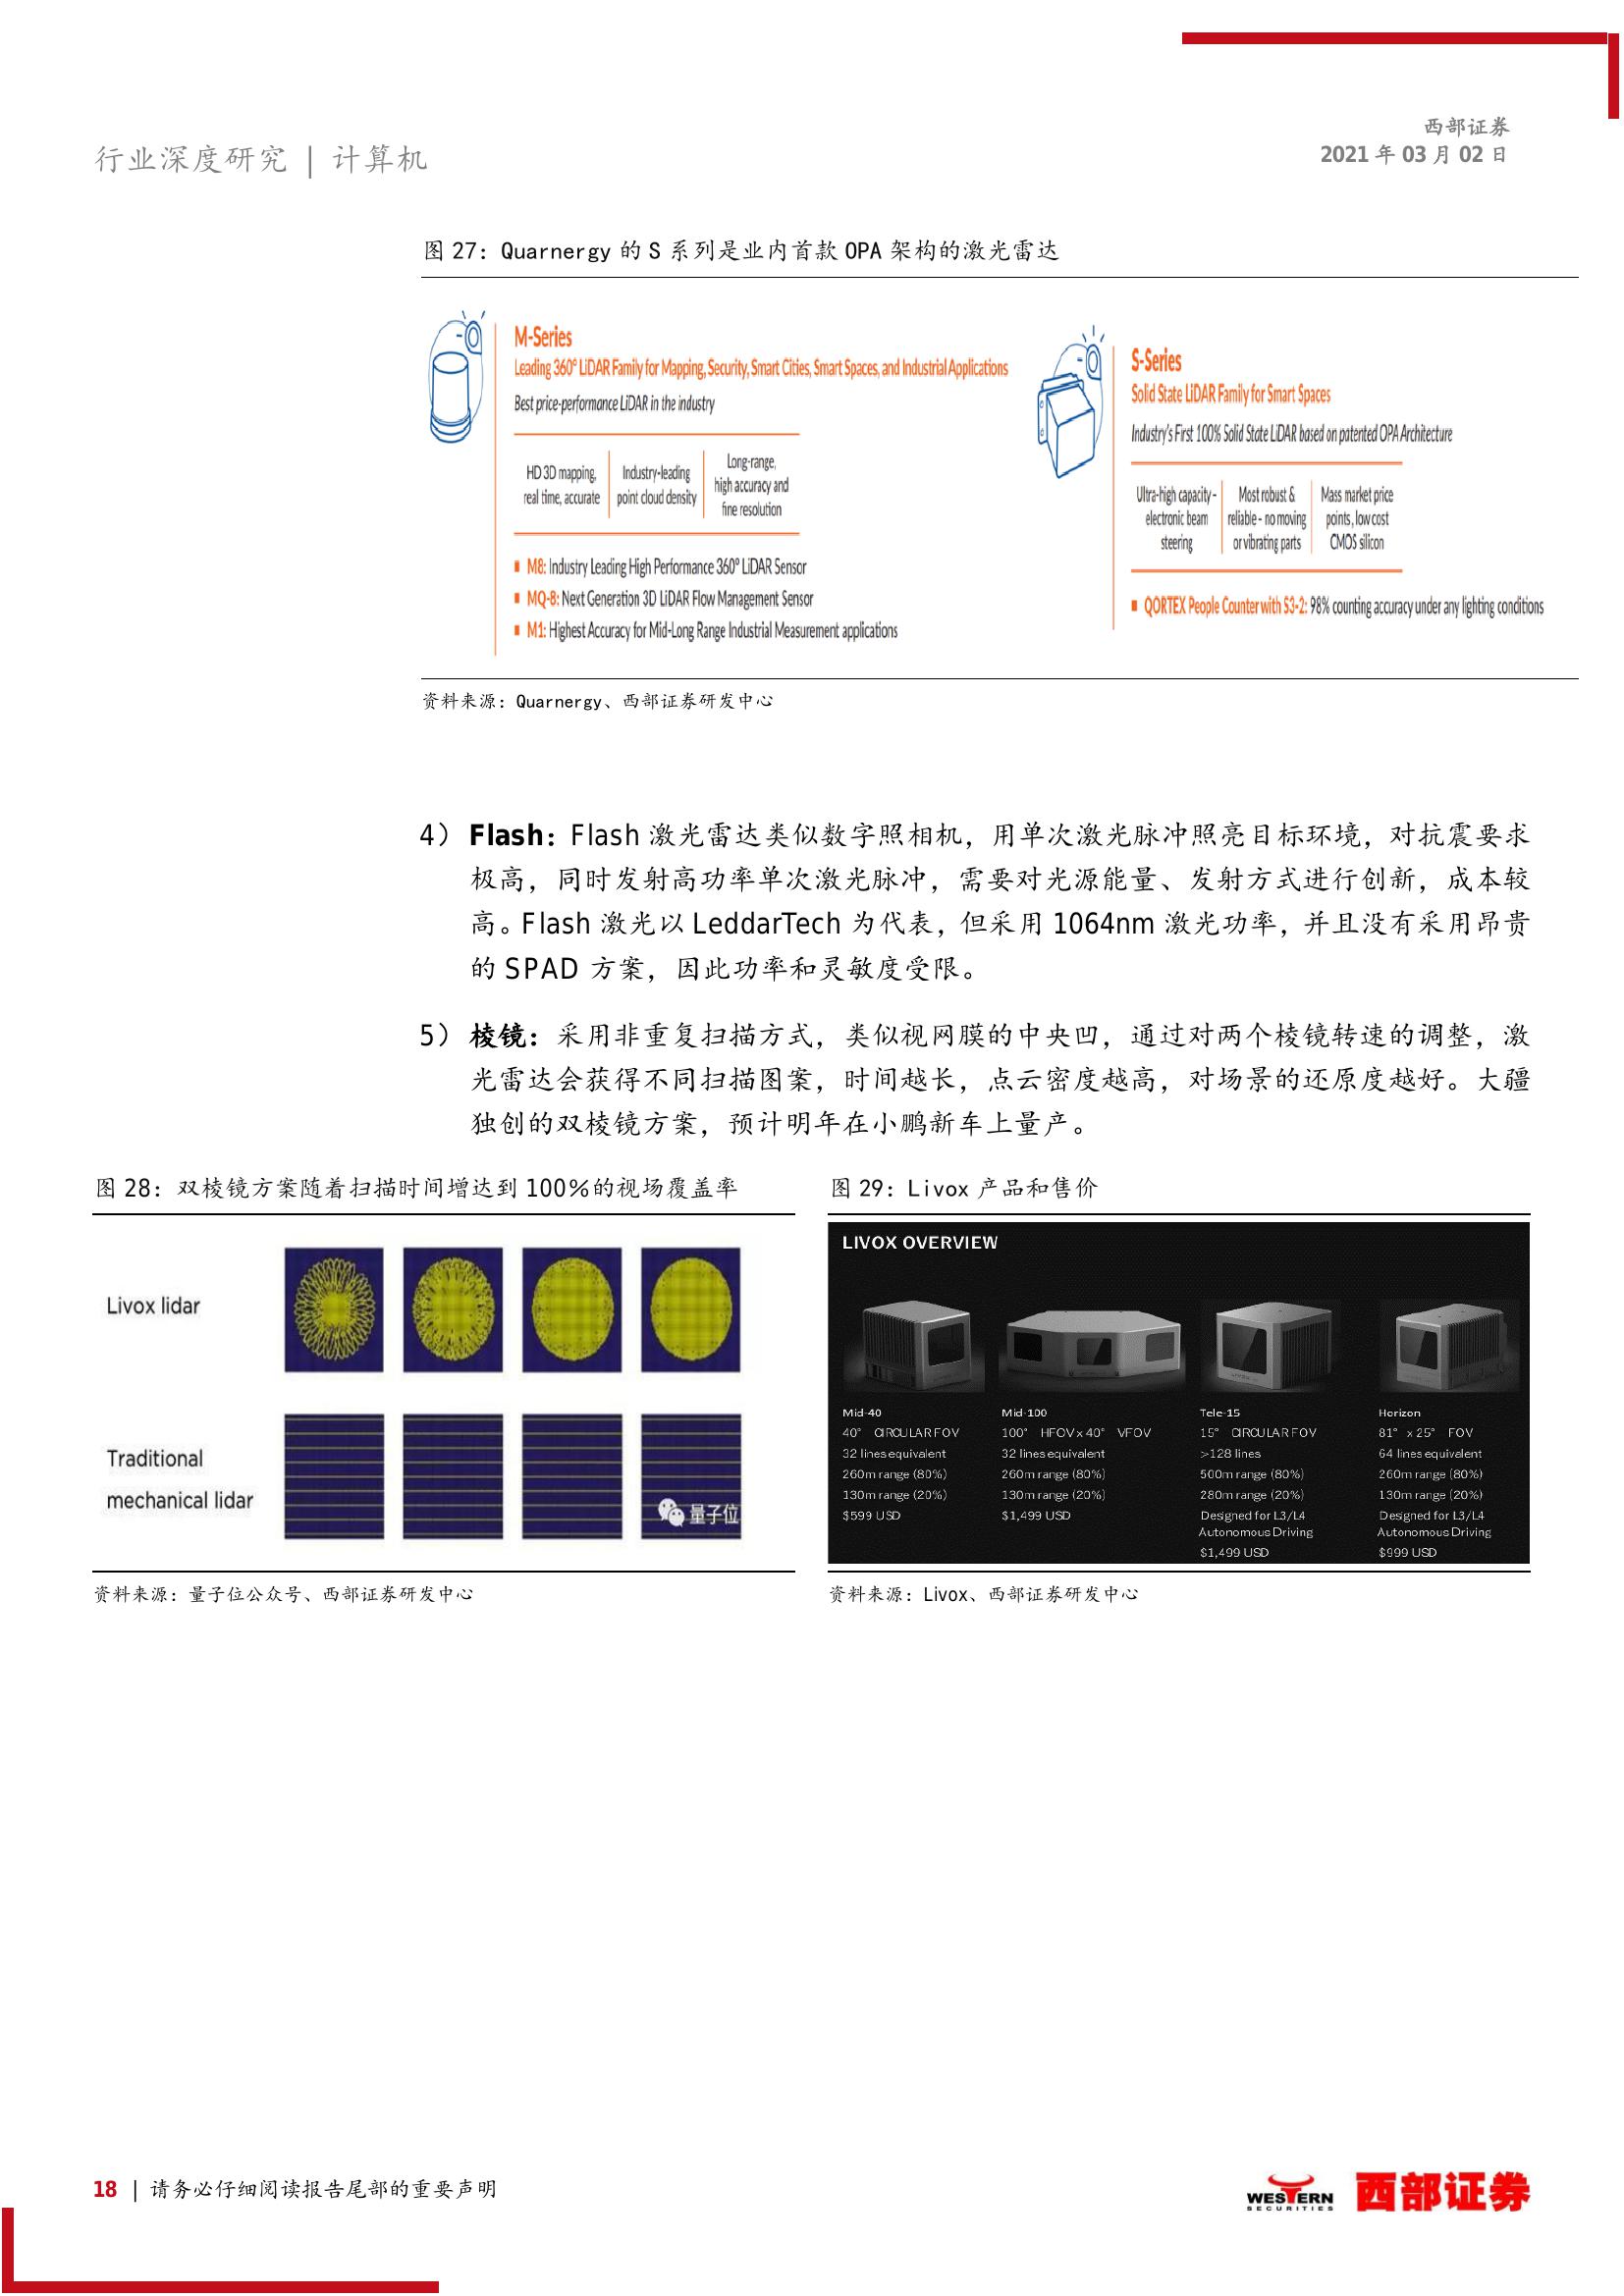 西部证券
行业深度研究 | 计算机
2021 年 03 月 02 日
图 27：Quarnergy 的 S 系列是业内首款 OPA 架构的激光雷达
M-Series
Leading 360° LiDAR Family for Mapping, Security, Smart Cities, Smart Spaces, and Industrial Applications
Best price-performance LiDAR in the industry
HD 3D mapping,
real time, accurate
Industry-leading
point cloud density
Long-range,
high accuracy and
fine resolution
M8: Industry Leading High Performance 360° LiDAR Sensor
MQ-8: Next Generation 3D LiDAR Flow Management Sensor
M1: Highest Accuracy for Mid-Long Range Industrial Measurement applications
S-Series
Solid State LiDAR Family for Smart Spaces
Industry's First 100% Solid State LiDAR based on patented OPA Architecture
Ultra-high capacity -
electronic beam
steering
Most robust &
reliable - no moving
or vibrating parts
Mass market price
points, low cost
CMOS silicon
QORTEX People Counter with S3-2: 98% counting accuracy under any lighting conditions
资料来源：Quarnergy、西部证券研发中心
4） Flash：Flash 激光雷达类似数字照相机，用单次激光脉冲照亮目标环境，对抗震要求
极高，同时发射高功率单次激光脉冲，需要对光源能量、发射方式进行创新，成本较
高。Flash 激光以 LeddarTech 为代表，但采用 1064nm 激光功率，并且没有采用昂贵
的 SPAD 方案，因此功率和灵敏度受限。
5） 棱镜：采用非重复扫描方式，类似视网膜的中央凹，通过对两个棱镜转速的调整，激
光雷达会获得不同扫描图案，时间越长，点云密度越高，对场景的还原度越好。大疆
独创的双棱镜方案，预计明年在小鹏新车上量产。
图 28：双棱镜方案随着扫描时间增达到 100%的视场覆盖率
Livox lidar
Traditional
mechanical lidar
量子位
资料来源：量子位公众号、西部证券研发中心
图 29：Livox 产品和售价
LIVOX OVERVIEW
Mid-40
40° CIRCULAR FOV
32 lines equivalent
260m range (80%)
130m range (20%)
$599 USD
Mid-100
100° HFOV x 40° VFOV
32 lines equivalent
260m range (80%)
130m range (20%)
$1,499 USD
Tele-15
15° CIRCULAR FOV
>128 lines
500m range (80%)
280m range (20%)
Designed for L3/L4
Autonomous Driving
$1,499 USD
Horizon
81° x 25° FOV
64 lines equivalent
260m range (80%)
130m range (20%)
Designed for L3/L4
Autonomous Driving
$999 USD
资料来源：Livox、西部证券研发中心
18 | 请务必仔细阅读报告尾部的重要声明
WESTERN
SECURITIES
西部证券